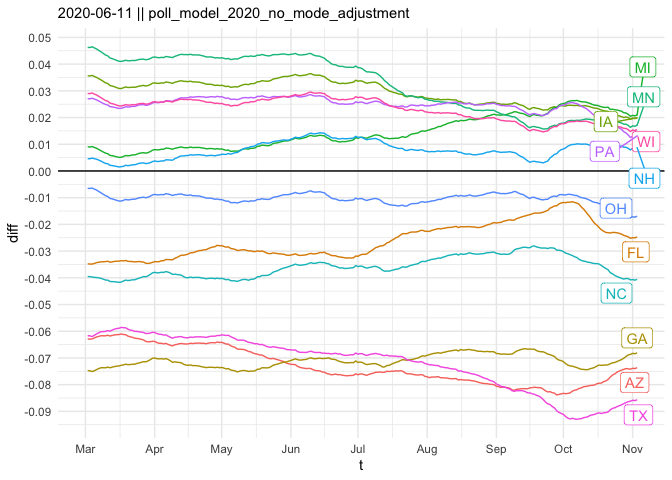 2020-06-11 || poll_model_2020_no_mode_adjustment
0.05
0.04
0.03
0.02
0.01
0.00
-0.01
-0.02
-0.03
-0.04
-0.05
-0.06
-0.07
-0.08
-0.09
diff
MI
MN
IA
WI
PA
NH
OH
FL
NC
GA
AZ
TX
Mar Apr May Jun Jul Aug Sep Oct Nov
t